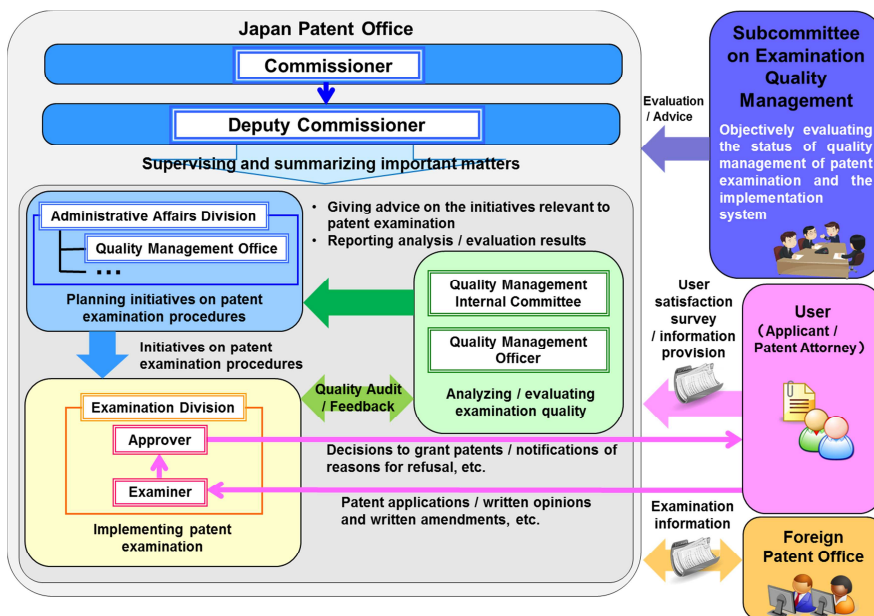 Japan Patent Office
Commissioner
Deputy Commissioner
Supervising and summarizing important matters
Administrative Affairs Division
Quality Management Office
...
Planning initiatives on patent
examination procedures
• Giving advice on the initiatives relevant to
patent examination
• Reporting analysis / evaluation results
Quality Management
Internal Committee
Quality Management
Officer
Analyzing / evaluating
examination quality
Initiatives on patent
examination procedures
Quality Audit
/ Feedback
Examination Division
Approver
Examiner
Implementing patent
examination
Decisions to grant patents / notifications of
reasons for refusal, etc.
Patent applications / written opinions
and written amendments, etc.
Evaluation
/ Advice
Subcommittee
on Examination
Quality
Management
Objectively evaluating
the status of quality
management of patent
examination and the
implementation
system
User
satisfaction
survey
/ information
provision
User
(Applicant /
Patent Attorney)
Examination
information
Foreign
Patent Office